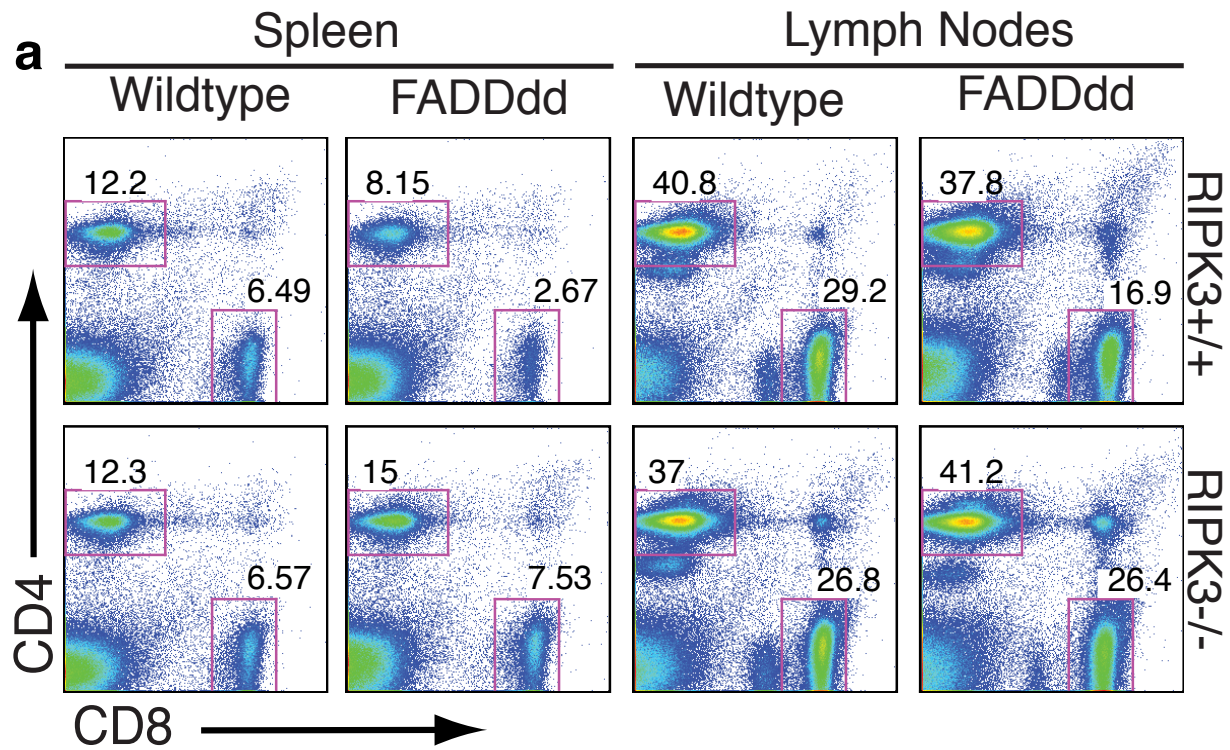 a
Spleen
Lymph Nodes
Wildtype
FADDdd
Wildtype
FADDdd
12.2
8.15
40.8
37.8
6.49
2.67
29.2
16.9
RIPK3+/+
12.3
15
37
41.2
6.57
7.53
26.8
26.4
RIPK3-/-
CD4
CD8